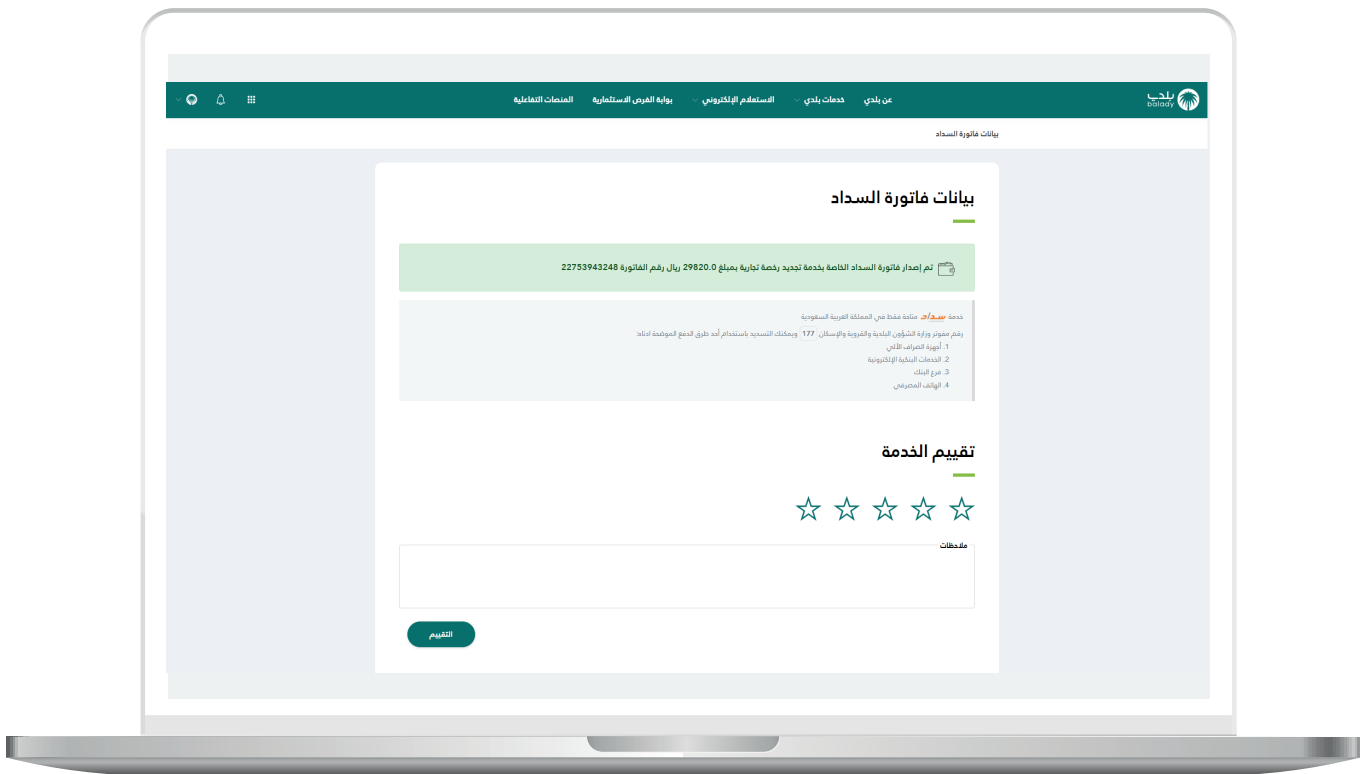 بلدي
balady
عن بلدي خدمات بلدي الاستعلام الإلكتروني بوابة الفرص الاستثمارية المنصات التفاعلية
بيانات فاتورة السداد
بيانات فاتورة السداد
تم إصدار فاتورة السداد الخاصة بخدمة تجديد رخصة تجارية بمبلغ 29820.0 ريال رقم الفاتورة 22753943248
خدمة سداد متاحة فقط في المملكة العربية السعودية
رقم مفوتر وزارة الشؤون البلدية والقروية والإسكان 177 ويمكنك التسديد باستخدام أحد طرق الدفع الموضحة ادناه:
1. أجهزة الصراف الآلي
2. الخدمات البنكية الإلكترونية
3. فرع البنك
4. الهاتف المصرفي
تقييم الخدمة
ملاحظات
التقييم